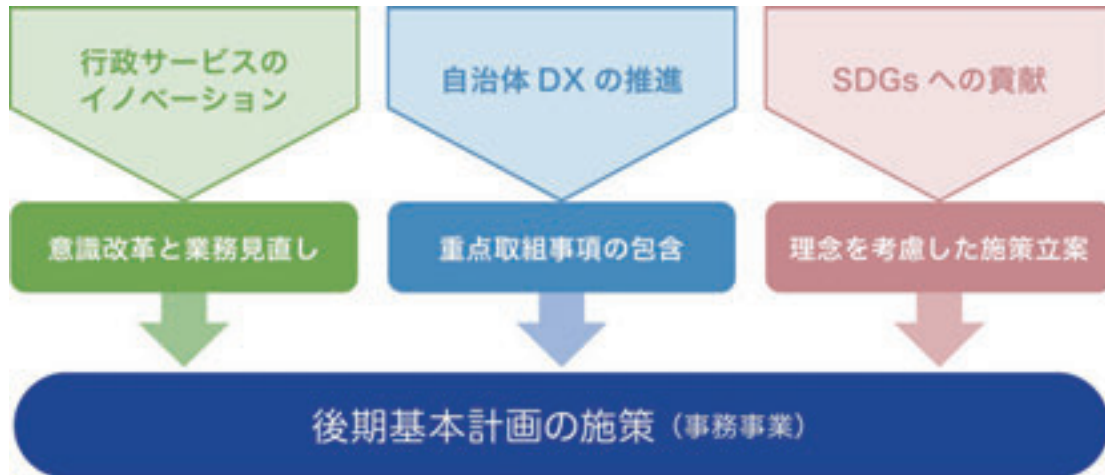 行政サービスの
イノベーション
自治体 DX の推進
SDGs への貢献
意識改革と業務見直し
重点取組事項の包含
理念を考慮した施策立案
後期基本計画の施策（事務事業）